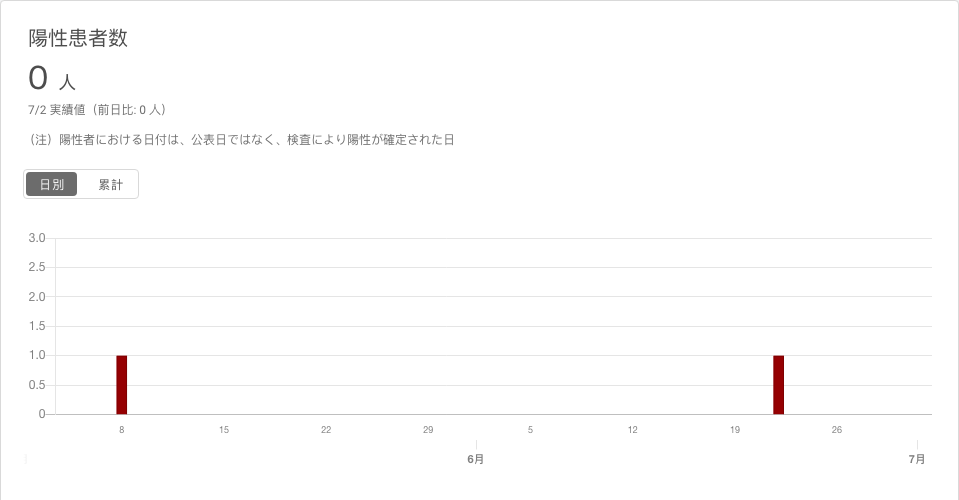 陽性患者数
0 人
7/2 実績値（前日比: 0 人）
（注）陽性者における日付は、公表日ではなく、検査により陽性が確定された日
日別 累計
3.0
2.5
2.0
1.5
1.0
0.5
0
8 15 22 29 5 12 19 26
6月 7月